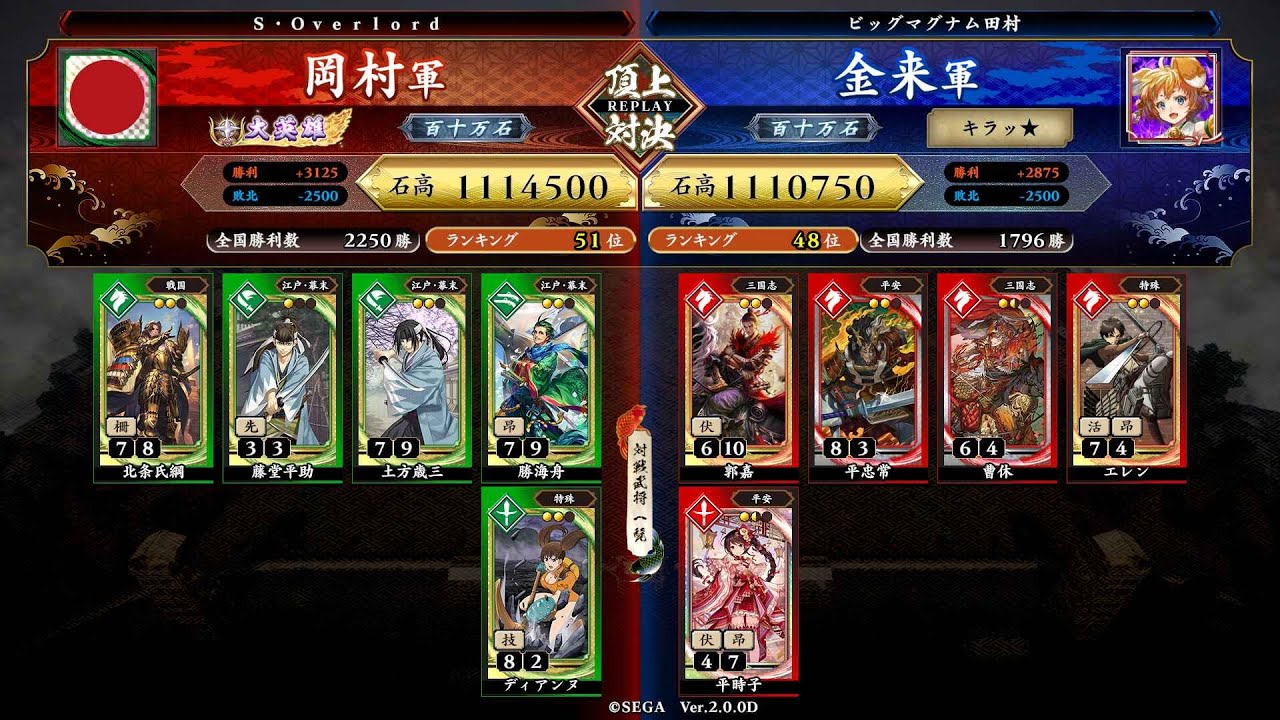 S・Overlord
ビッグマグナム田村
岡村軍
頂上
REPLAY
対決
金来軍
大英雄
百十万石
百十万石
キラッ★
勝利 +3125
敗北 -2500
石高 1114500
石高 1110750
勝利 +2875
敗北 -2500
全国勝利数 2250勝
ランキング 51位
ランキング 48位
全国勝利数 1796勝
戦国
柵
7 8
北条氏綱
江戸・幕末
先
3 3
藤堂平助
江戸・幕末
7 9
土方歳三
江戸・幕末
昂
7 9
勝海舟
三国志
伏
6 10
郭嘉
平安
8 3
平忠常
三国志
6 4
曹休
特殊
活 昂
7 4
エレン
対戦武将一覧
特殊
技
8 2
ディアンヌ
平安
伏 昂
4 7
平時子
©SEGA Ver.2.0.0D